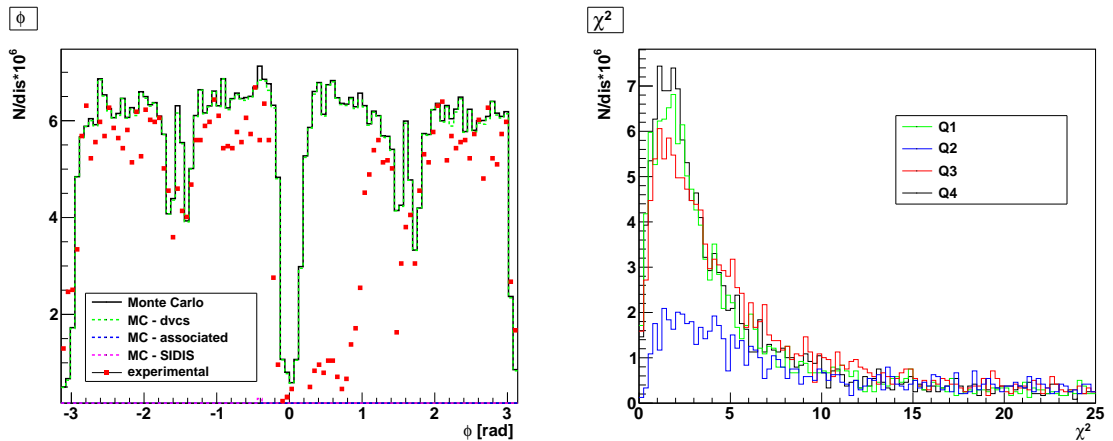 ϕ
N/dis*10⁶
6
4
2
Monte Carlo
MC - dvcs
MC - associated
MC - SIDIS
experimental
-3 -2 -1 0 1 2 3
ϕ [rad]
χ²
N/dis*10⁶
7
6
5
4
3
2
1
0
Q1
Q2
Q3
Q4
0 5 10 15 20 25
χ²